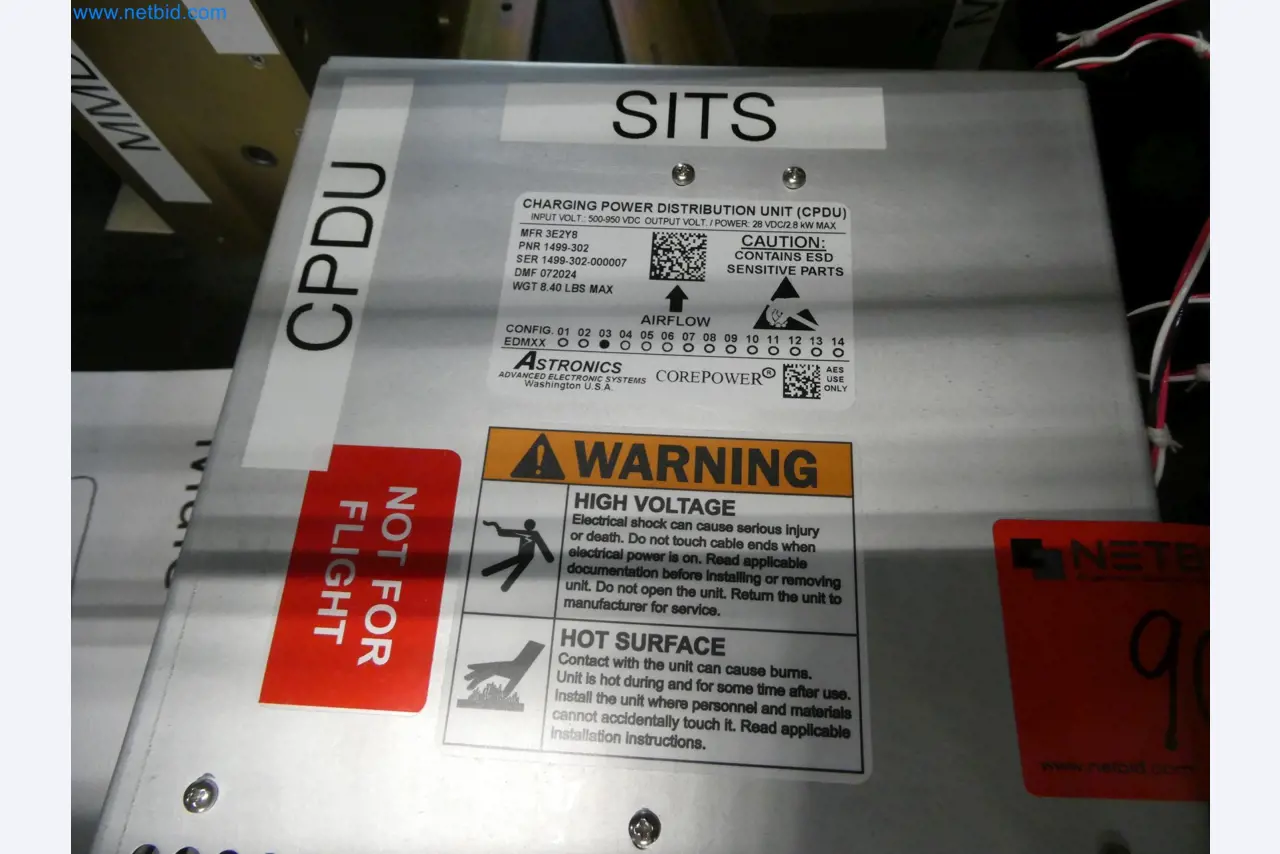 www.netbid.com
MMD
SITS
CPDU
CHARGING POWER DISTRIBUTION UNIT (CPDU)
INPUT VOLT.: 500-950 VDC OUTPUT VOLT. / POWER: 28 VDC/2.8 kW MAX
MFR 3E2Y8
PNR 1499-302
SER 1499-302-000007
DMF 072024
WGT 8.40 LBS MAX
CAUTION:
CONTAINS ESD
SENSITIVE PARTS
AIRFLOW
CONFIG. 01 02 03 04 05 06 07 08 09 10 11 12 13 14
EDMXX
ASTRONICS
ADVANCED ELECTRONIC SYSTEMS
Washington U.S.A.
COREPOWER®
AES
USE
ONLY
WARNING
HIGH VOLTAGE
Electrical shock can cause serious injury
or death. Do not touch cable ends when
electrical power is on. Read applicable
documentation before installing or removing
unit. Do not open the unit. Return the unit to
manufacturer for service.
HOT SURFACE
Contact with the unit can cause burns.
Unit is hot during and for some time after use.
Install the unit where personnel and materials
cannot accidentally touch it. Read applicable
installation instructions.
NOT FOR
FLIGHT
NETB
90
www.netbid.com